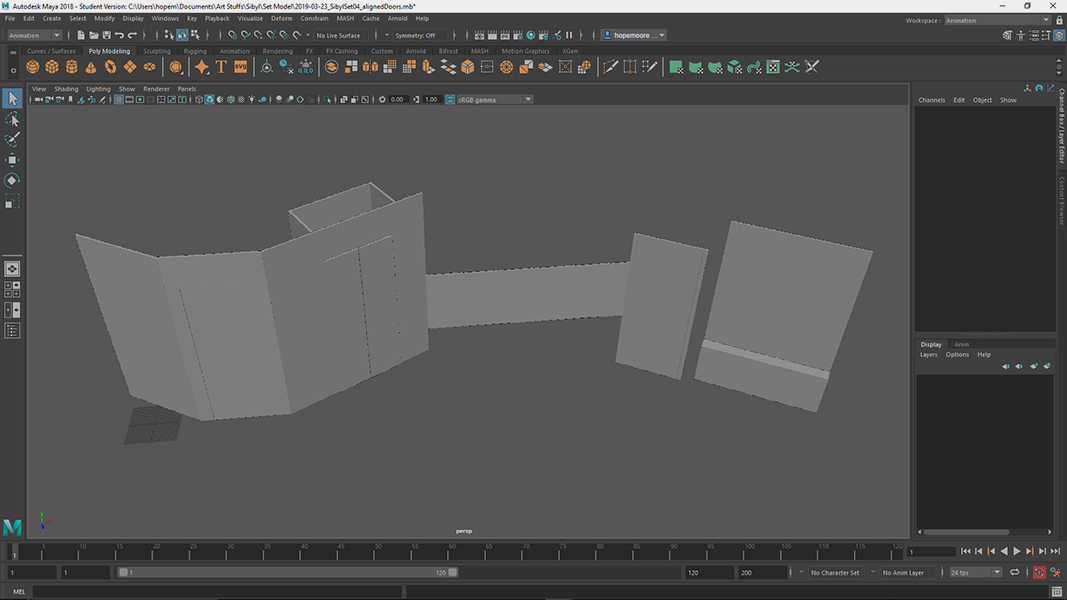 Autodesk Maya 2018 - Student Version: C:\Users\hopem\Documents\Art Stuffs\Sibyl\Set Model\2019-03-23_SibylSet04_alignedDoors.mb*
File Edit Create Select Modify Display Windows Key Playback Visualize Deform Constrain MASH Cache Arnold Help
Workspace : Animation
Animation No Live Surface Symmetry: Off hopemoore
Curves / Surfaces Poly Modeling Sculpting Rigging Animation Rendering FX FX Caching Custom Arnold Bifrost MASH Motion Graphics XGen
SVG
View Shading Lighting Show Renderer Panels
0.00 1.00 sRGB gamma
Channels Edit Object Show
Channel Box / Layer Editor
Content Browser
Display Anim
Layers Options Help
persp
5 10 15 20 25 30 35 40 45 50 55 60 65 70 75 80 85 90 95 100 105 110 115 120
1 1
1 1 1 120 120 200 No Character Set No Anim Layer 24 fps
MEL